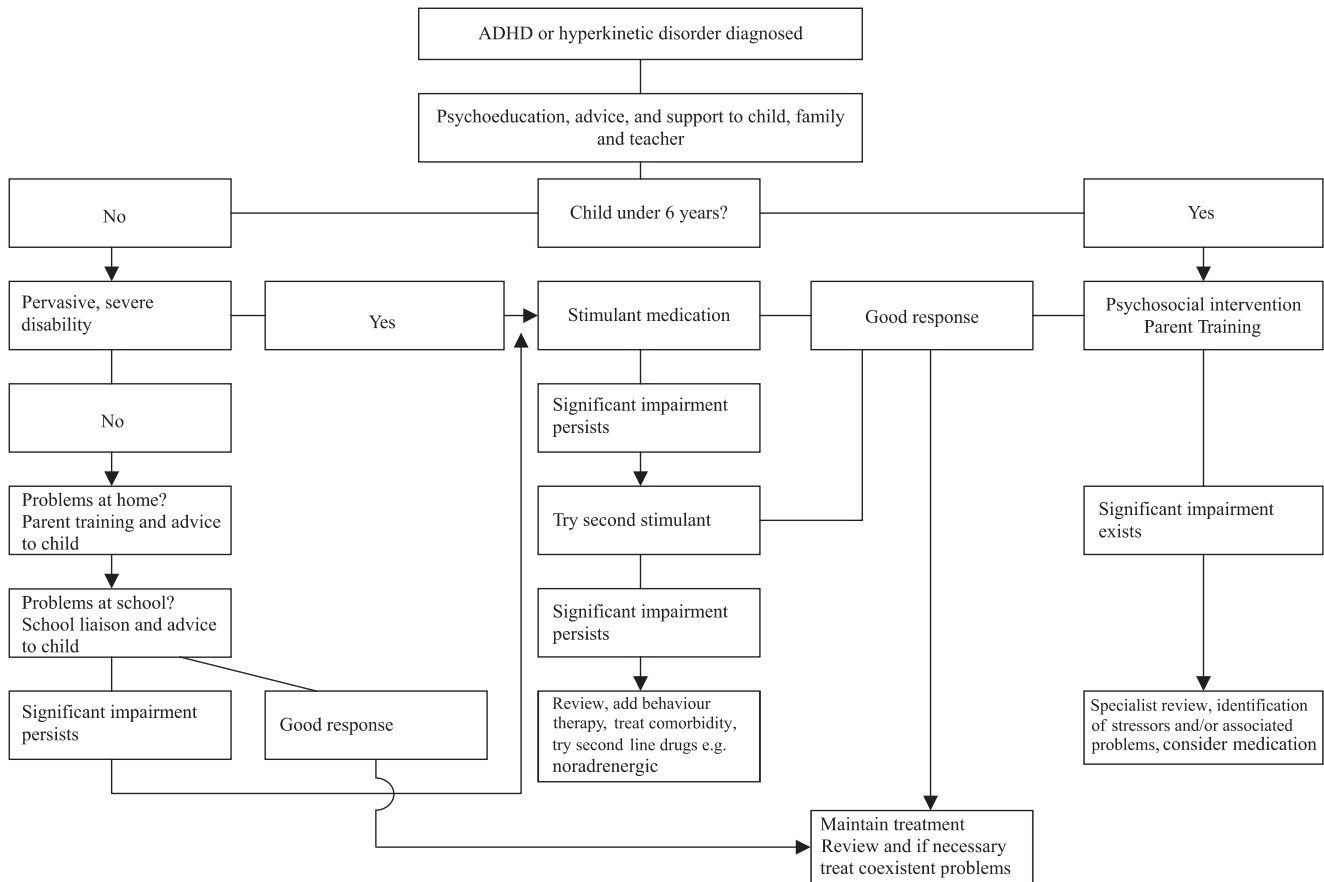 ADHD or hyperkinetic disorder diagnosed
Psychoeducation, advice, and support to child, family
and teacher
No
Child under 6 years?
Yes
Pervasive, severe
disability
Yes
Stimulant medication
Good response
Psychosocial intervention
Parent Training
No
Significant impairment
persists
Problems at home?
Parent training and advice
to child
Try second stimulant
Significant impairment
exists
Problems at school?
School liaison and advice
to child
Significant impairment
persists
Significant impairment
persists
Good response
Review, add behaviour
therapy, treat comorbidity,
try second line drugs e.g.
noradrenergic
Specialist review, identification
of stressors and/or associated
problems, consider medication
Maintain treatment
Review and if necessary
treat coexistent problems